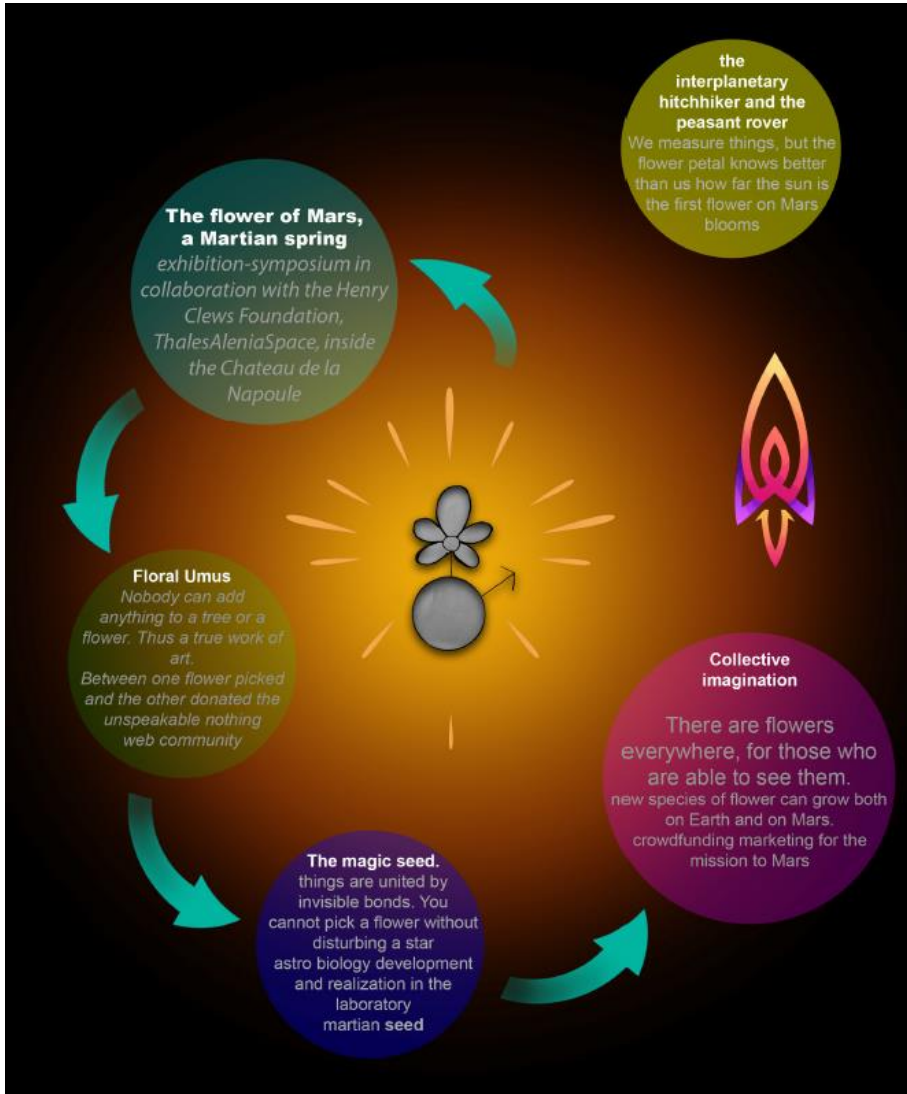 the
interplanetary
hitchhiker and the
peasant rover
We measure things, but the
flower petal knows better
than us how far the sun is
the first flower on Mars
blooms
The flower of Mars,
a Martian spring
exhibition-symposium in
collaboration with the Henry
Clews Foundation,
ThalesAleniaSpace, inside
the Chateau de la
Napoule
Floral Umus
Nobody can add
anything to a tree or a
flower. Thus a true work of
art.
Between one flower picked
and the other donated the
unspeakable nothing
web community
The magic seed.
things are united by
invisible bonds. You
cannot pick a flower without
disturbing a star
astro biology development
and realization in the
laboratory
martian seed
Collective
imagination
There are flowers
everywhere, for those who
are able to see them.
new species of flower can grow both
on Earth and on Mars.
crowdfunding marketing for the
mission to Mars